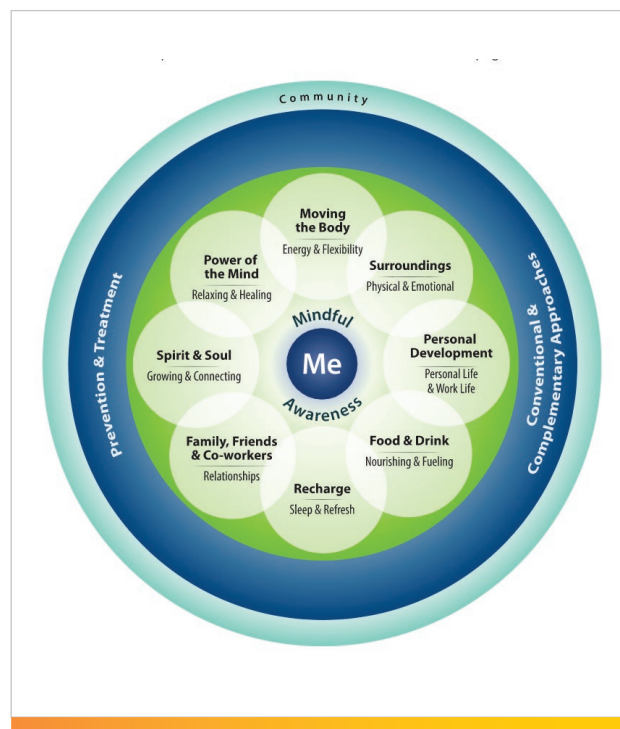 Community
Moving
the Body
Energy & Flexibility
Surroundings
Physical & Emotional
Personal
Development
Personal Life
& Work Life
Food & Drink
Nourishing & Fueling
Recharge
Sleep & Refresh
Family, Friends
& Co-workers
Relationships
Spirit & Soul
Growing & Connecting
Power of
the Mind
Relaxing & Healing
Mindful
Me
Awareness
Prevention & Treatment
Conventional &
Complementary Approaches